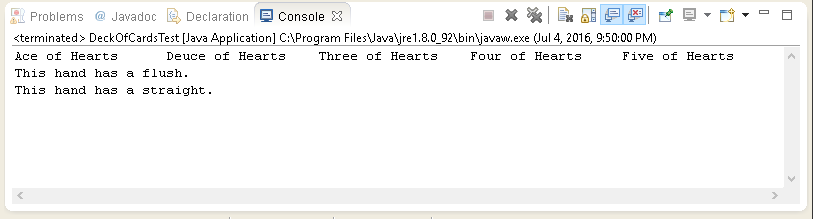 Problems @ Javadoc Declaration Console
<terminated> DeckOfCardsTest [Java Application] C:\Program Files\Java\jre1.8.0_92\bin\javaw.exe (Jul 4, 2016, 9:50:00 PM)
Ace of Hearts Deuce of Hearts Three of Hearts Four of Hearts Five of Hearts
This hand has a flush.
This hand has a straight.